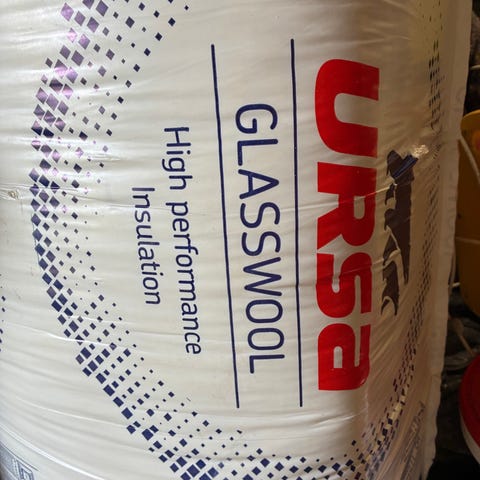 URSa
GLASSWOOL
High performance
Insulation